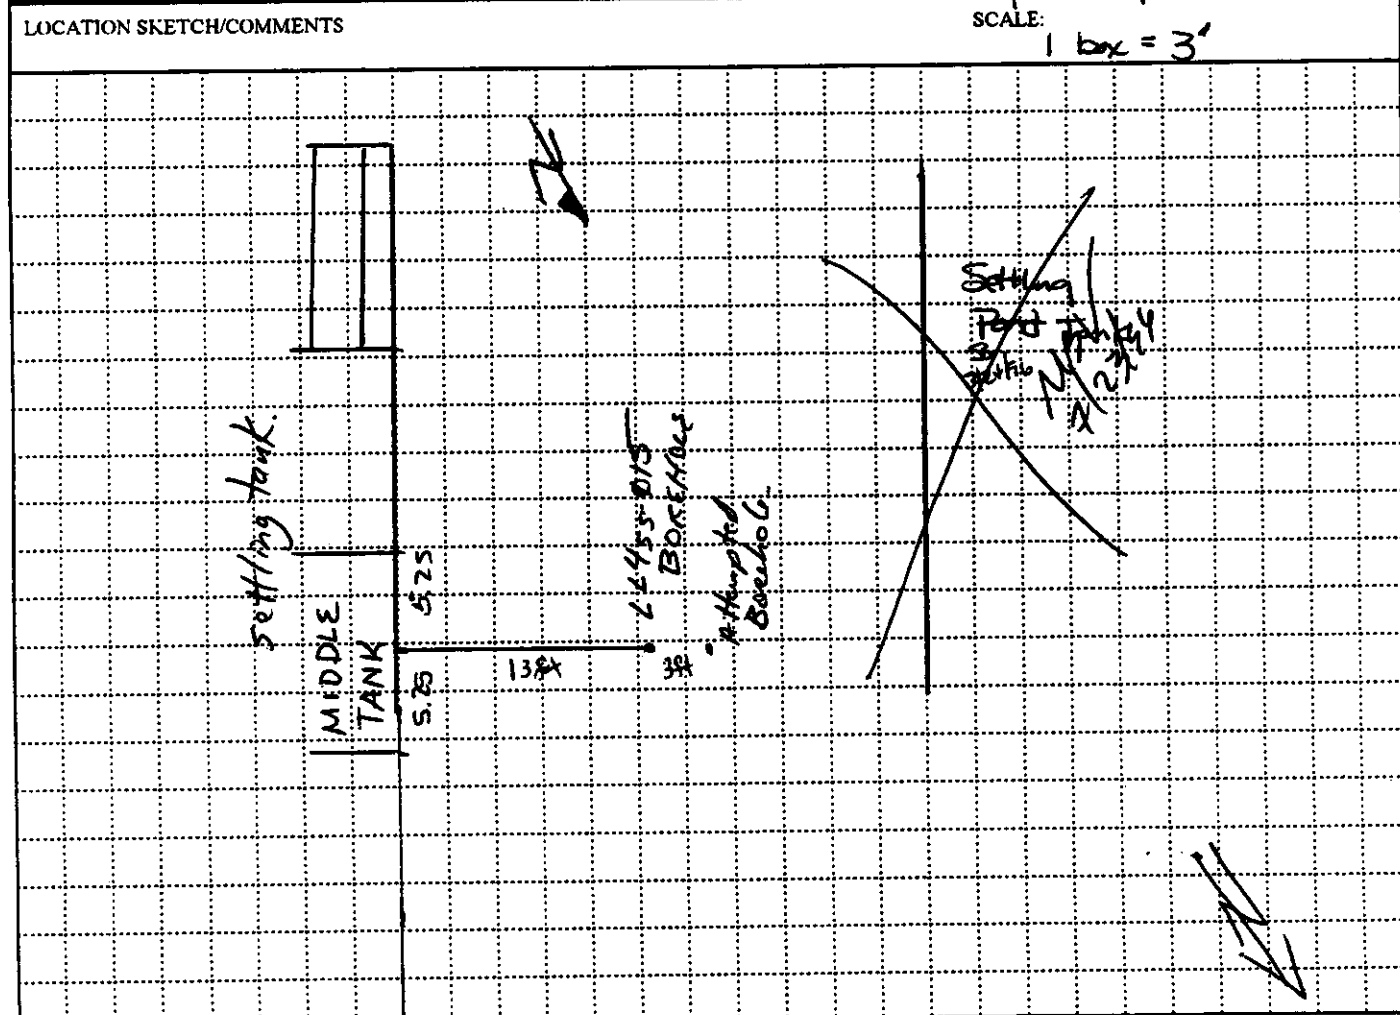 LOCATION SKETCH/COMMENTS
SCALE:
1 box = 3'
N
Settling
settling tank.
MIDDLE
TANK
5.25
5.25
13ft
3ft
BOREHOLE
Attempted
Borehole
N